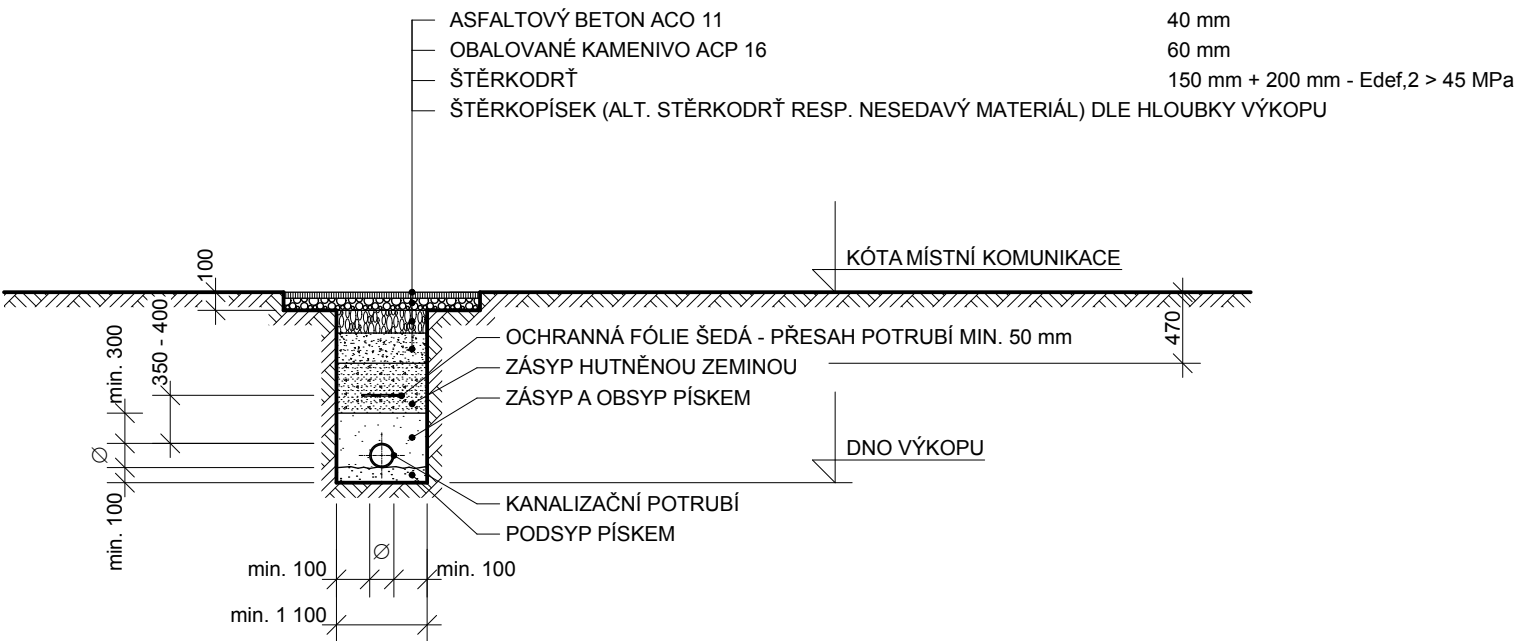 ASFALTOVÝ BETON ACO 11 40 mm
OBALOVANÉ KAMENIVO ACP 16 60 mm
ŠTĚRKODRŤ 150 mm + 200 mm - Edef,2 > 45 MPa
ŠTĚRKOPÍSEK (ALT. STĚRKODRŤ RESP. NESEDAVÝ MATERIÁL) DLE HLOUBKY VÝKOPU
KÓTA MÍSTNÍ KOMUNIKACE
100
470
OCHRANNÁ FÓLIE ŠEDÁ - PŘESAH POTRUBÍ MIN. 50 mm
ZÁSYP HUTNĚNOU ZEMINOU
ZÁSYP A OBSYP PÍSKEM
min. 300
350 - 400
Ø
min. 100
DNO VÝKOPU
KANALIZAČNÍ POTRUBÍ
PODSYP PÍSKEM
Ø
min. 100 min. 100
min. 1 100